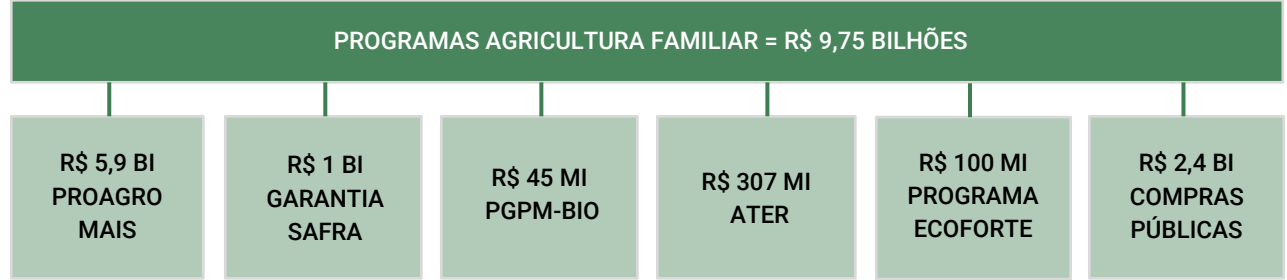 PROGRAMAS AGRICULTURA FAMILIAR = R$ 9,75 BILHÕES
R$ 5,9 BI
PROAGRO
MAIS
R$ 1 BI
GARANTIA
SAFRA
R$ 45 MI
PGPM-BIO
R$ 307 MI
ATER
R$ 100 MI
PROGRAMA
ECOFORTE
R$ 2,4 BI
COMPRAS
PÚBLICAS